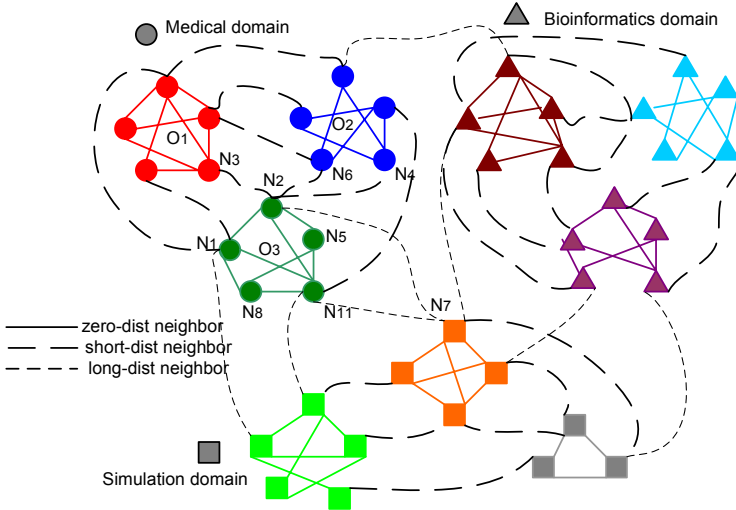 Medical domain
Bioinformatics domain
O1
O2
N3
N6
N4
N2
N1
O3
N5
N8
N11
N7
zero-dist neighbor
short-dist neighbor
long-dist neighbor
Simulation domain